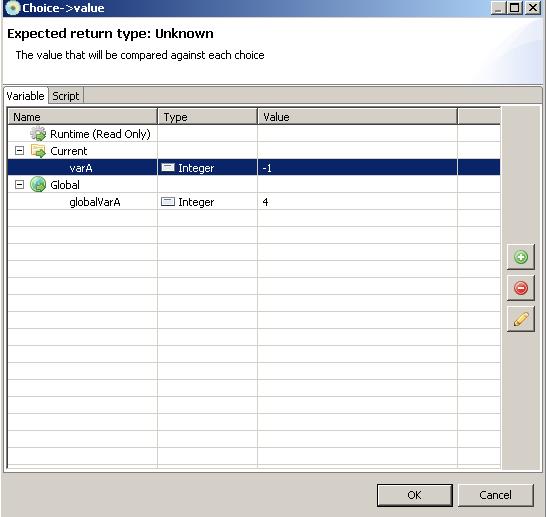 Choice->value
Expected return type: Unknown
The value that will be compared against each choice
Variable Script
Name Type Value
Runtime (Read Only)
Current
varA Integer -1
Global
globalVarA Integer 4
OK Cancel